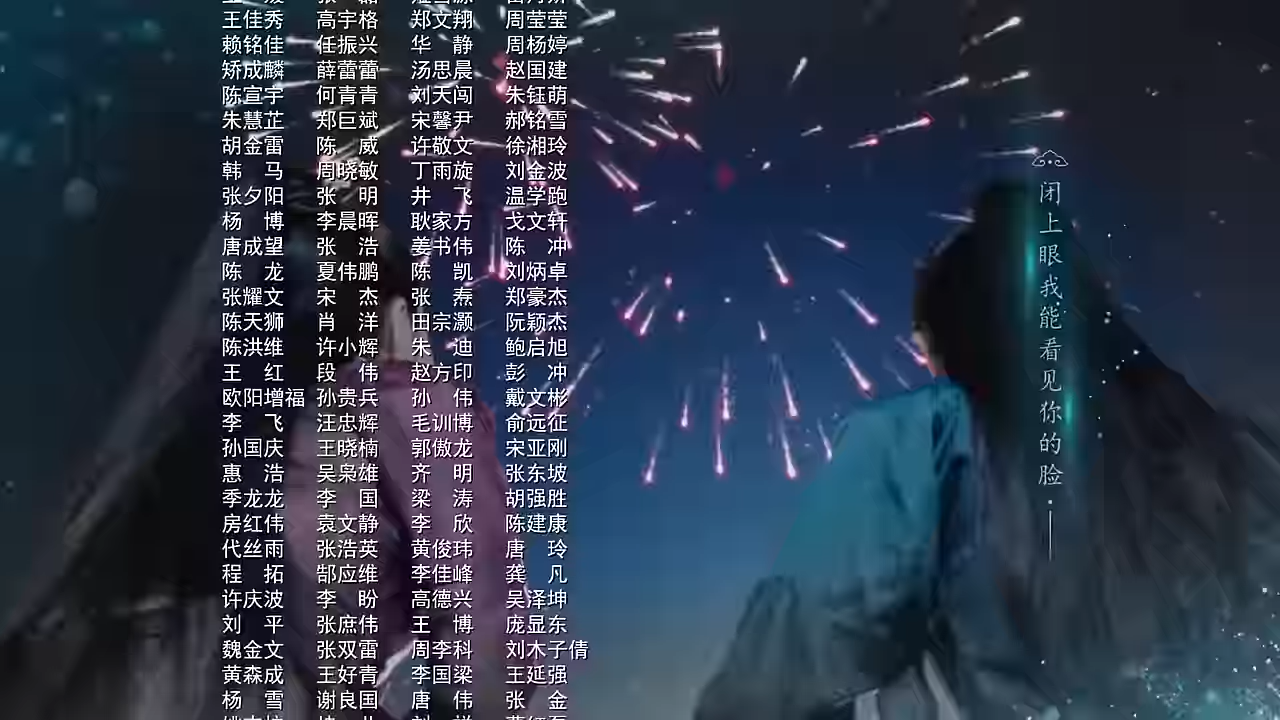 王佳秀 高宇格 郑文翔 周莹莹
赖铭佳 任振兴 华 静 周杨婷
矫成麟 薛蕾蕾 汤思晨 赵国建
陈宣宇 何青青 刘天闯 朱钰萌
朱慧芷 郑巨斌 宋馨尹 郝铭雪
胡金雷 陈 威 许敬文 徐湘玲
韩 马 周晓敏 丁雨旋 刘金波
张夕阳 张 明 井 飞 温学跑
杨 博 李晨晖 耿家方 戈文轩
唐成望 张 浩 姜书伟 陈 冲
陈 龙 夏伟鹏 陈 凯 刘炳卓
张耀文 宋 杰 张 焘 郑豪杰
陈天狮 肖 洋 田宗灏 阮颖杰
陈洪维 许小辉 朱 迪 鲍启旭
王 红 段 伟 赵方印 彭 冲
欧阳增福 孙贵兵 孙 伟 戴文彬
李 飞 汪忠辉 毛训博 俞远征
孙国庆 王晓楠 郭傲龙 宋亚刚
惠 浩 吴枭雄 齐 明 张东坡
季龙龙 李 国 梁 涛 胡强胜
房红伟 袁文静 李 欣 陈建康
代丝雨 张浩英 黄俊玮 唐 玲
程 拓 郜应维 李佳峰 龚 凡
许庆波 李 盼 高德兴 吴泽坤
刘 平 张庶伟 王 博 庞显东
魏金文 张双雷 周李科 刘木子倩
黄森成 王好青 李国梁 王延强
杨 雪 谢良国 唐 伟 张 金
闭上眼我能看见你的脸